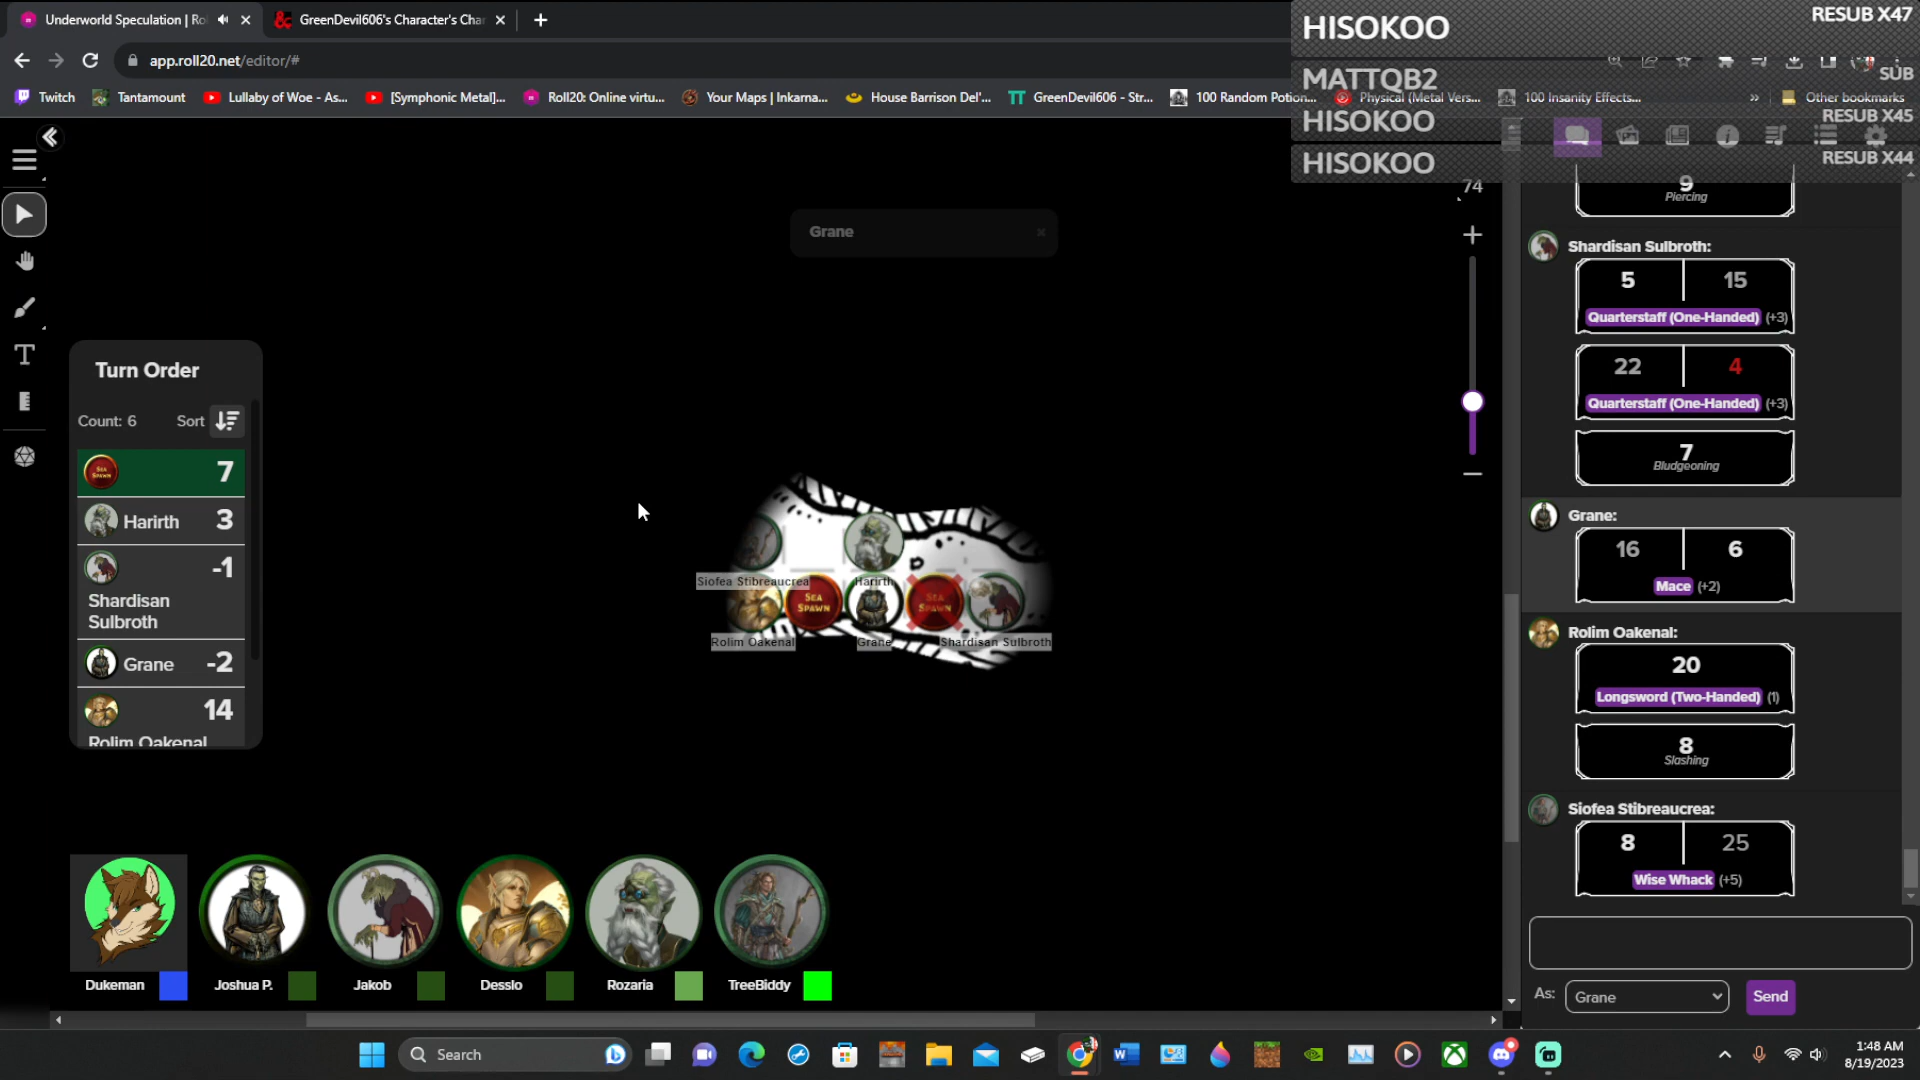 Underworld Speculation | Ro
GreenDevil606's Character's Char
HISOKOO
RESUB X47
app.roll20.net/editor/#
MATTQB2
SUB
Twitch
Tantamount
Lullaby of Woe - As...
[Symphonic Metal]...
Roll20: Online virtu...
Your Maps | Inkarna...
House Barrison Del'...
GreenDevil606 - Str...
100 Random Potion...
Physical (Metal Vers...
100 Insanity Effects...
»
Other bookmarks
HISOKOO
RESUB X45
HISOKOO
RESUB X44
74
Grane
Turn Order
Count: 6
Sort
SEA SPAWN
7
Harirth
3
-1
Shardisan
Sulbroth
Grane
-2
14
Rolim Oakenal
Siofea Stibreaucrea
Harirth
SEA
SPAWN
SEA
SPAWN
Rolim Oakenal
Grane
Shardisan Sulbroth
Dukeman
Joshua P.
Jakob
Desslo
Rozaria
TreeBiddy
9
Piercing
Shardisan Sulbroth:
5
15
Quarterstaff (One-Handed) (+3)
22
4
Quarterstaff (One-Handed) (+3)
7
Bludgeoning
Grane:
16
6
Mace (+2)
Rolim Oakenal:
20
Longsword (Two-Handed) (1)
8
Slashing
Siofea Stibreaucrea:
8
25
Wise Whack (+5)
As:
Grane
Send
Search
1:48 AM
8/19/2023